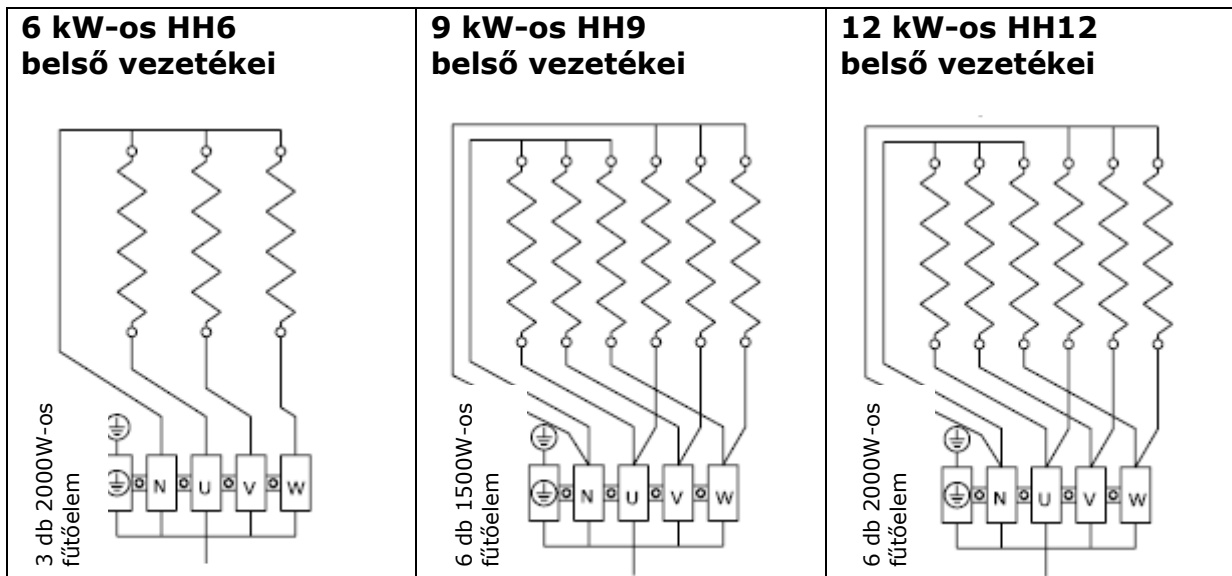 6 kW-os HH6
belső vezetékei
3 db 2000W-os
fűtőelem
N U V W
9 kW-os HH9
belső vezetékei
6 db 1500W-os
fűtőelem
N U V W
12 kW-os HH12
belső vezetékei
6 db 2000W-os
fűtőelem
N U V W